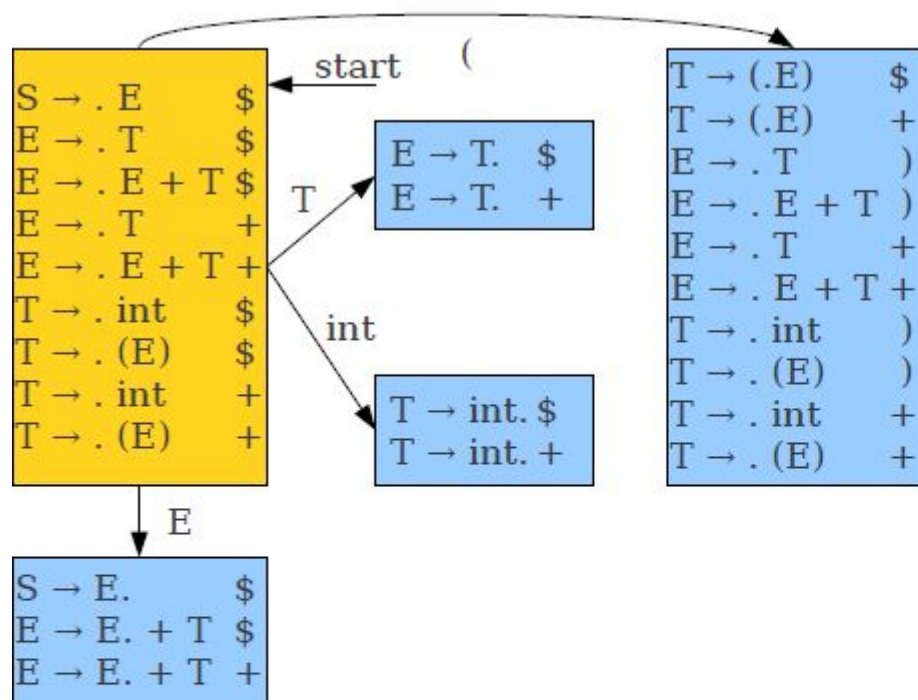 start
(
S → . E $
E → . T $
E → . E + T $
E → . T +
E → . E + T +
T → . int $
T → . (E) $
T → . int +
T → . (E) +
T
E → T. $
E → T. +
int
T → int. $
T → int. +
T → (.E) $
T → (.E) +
E → . T )
E → . E + T )
E → . T +
E → . E + T +
T → . int )
T → . (E) )
T → . int +
T → . (E) +
E
S → E. $
E → E. + T $
E → E. + T +